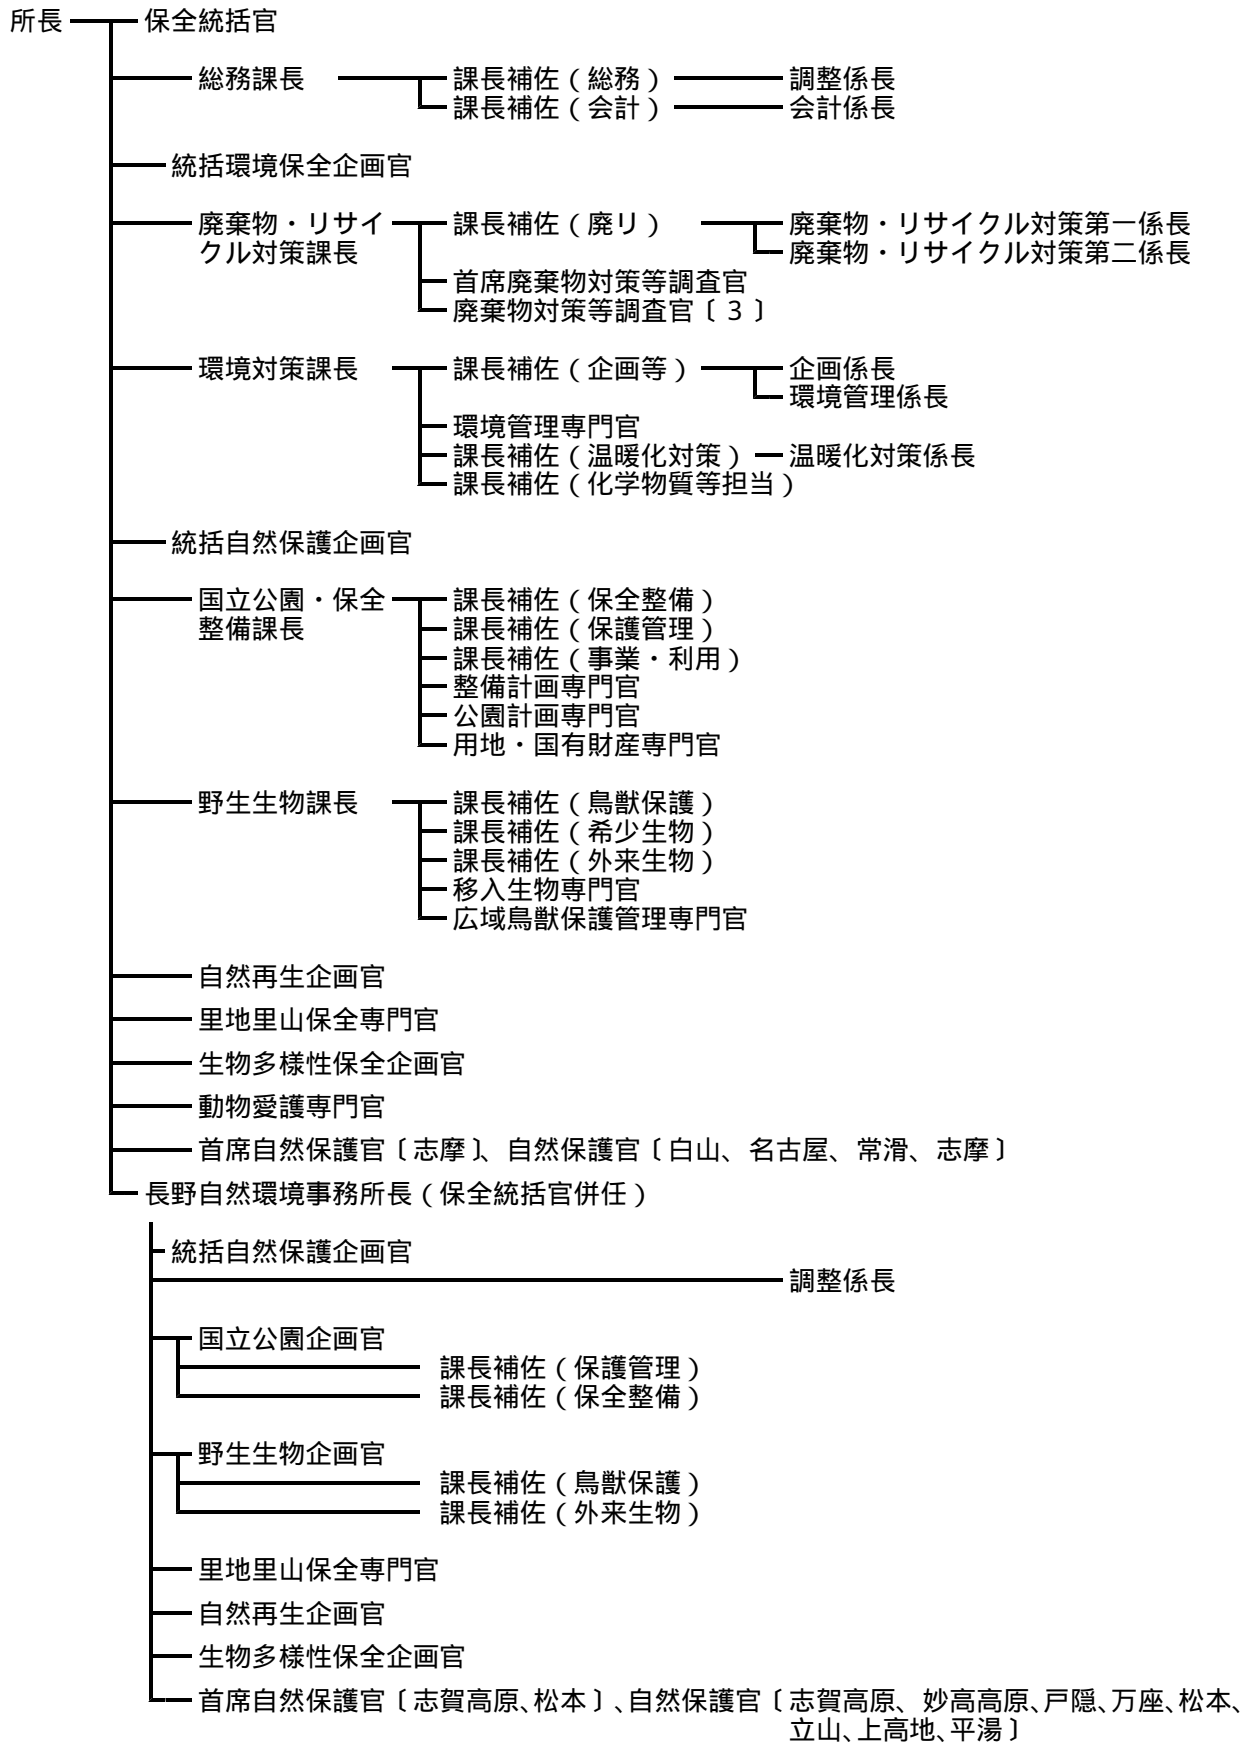 所長 保全統括官
総務課長 課長補佐（総務） 調整係長
課長補佐（会計） 会計係長
統括環境保全企画官
廃棄物・リサイ 課長補佐（廃リ） 廃棄物・リサイクル対策第一係長
クル対策課長 廃棄物・リサイクル対策第二係長
首席廃棄物対策等調査官
廃棄物対策等調査官〔３〕
環境対策課長 課長補佐（企画等） 企画係長
環境管理係長
環境管理専門官
課長補佐（温暖化対策） 温暖化対策係長
課長補佐（化学物質等担当）
統括自然保護企画官
国立公園・保全 課長補佐（保全整備）
整備課長 課長補佐（保護管理）
課長補佐（事業・利用）
整備計画専門官
公園計画専門官
用地・国有財産専門官
野生生物課長 課長補佐（鳥獣保護）
課長補佐（希少生物）
課長補佐（外来生物）
移入生物専門官
広域鳥獣保護管理専門官
自然再生企画官
里地里山保全専門官
生物多様性保全企画官
動物愛護専門官
首席自然保護官〔志摩〕、自然保護官〔白山、名古屋、常滑、志摩〕
長野自然環境事務所長（保全統括官併任）
統括自然保護企画官
調整係長
国立公園企画官
課長補佐（保護管理）
課長補佐（保全整備）
野生生物企画官
課長補佐（鳥獣保護）
課長補佐（外来生物）
里地里山保全専門官
自然再生企画官
生物多様性保全企画官
首席自然保護官〔志賀高原、松本〕、自然保護官〔志賀高原、妙高高原、戸隠、万座、松本、
立山、上高地、平湯〕